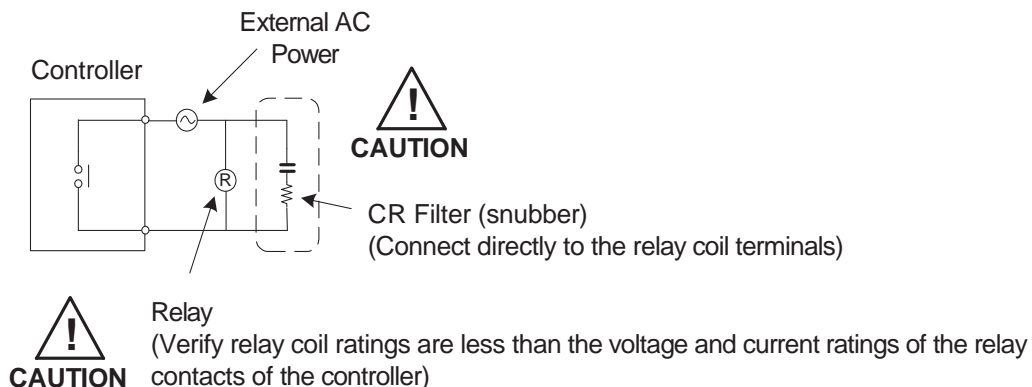 External AC
Power
Controller
!
CAUTION
R
CR Filter (snubber)
(Connect directly to the relay coil terminals)
Relay
!
(Verify relay coil ratings are less than the voltage and current ratings of the relay
CAUTION
contacts of the controller)